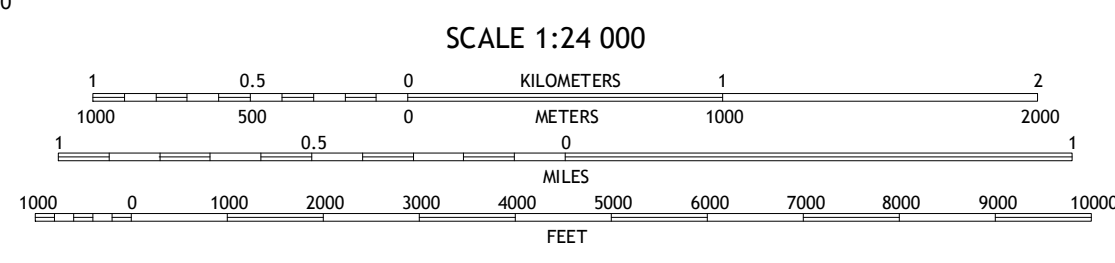 0
SCALE 1:24 000
1 0.5 0 KILOMETERS 1 2
1000 500 0 METERS 1000 2000
1 0.5 0 1
MILES
1000 0 1000 2000 3000 4000 5000 6000 7000 8000 9000 10000
FEET